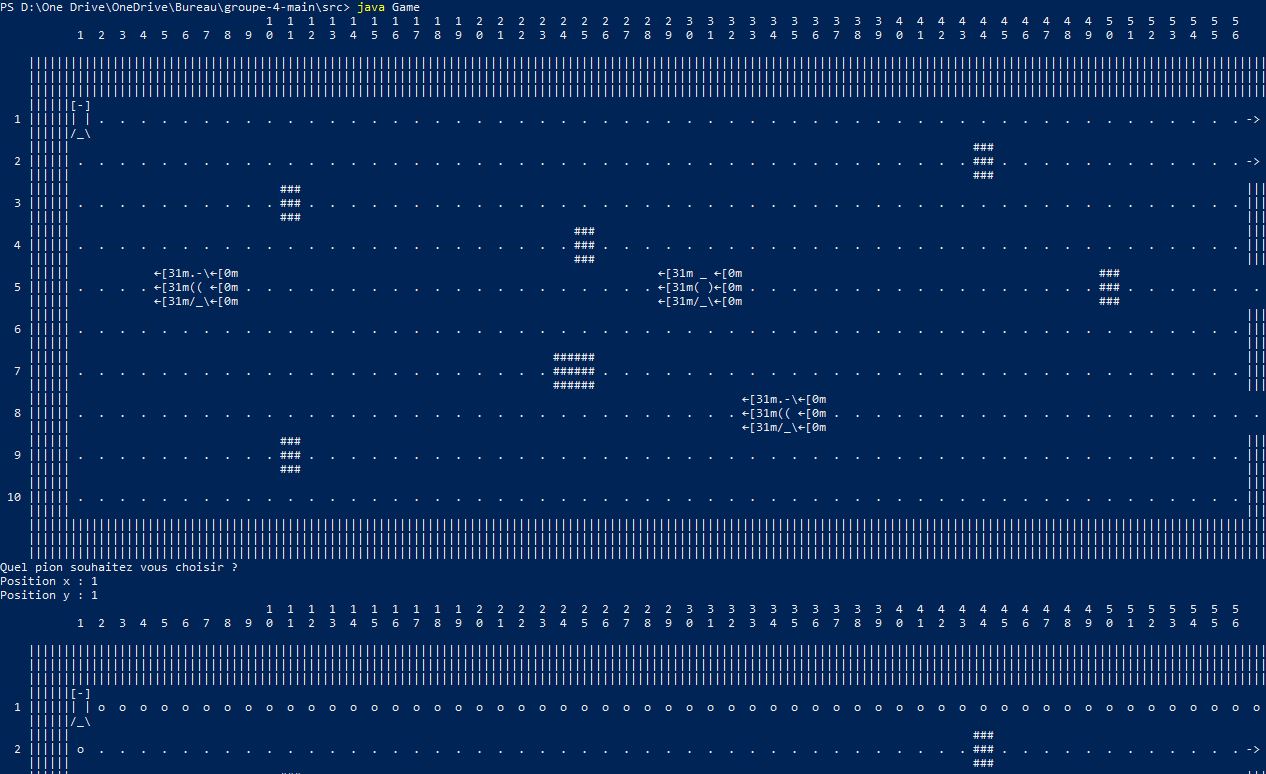 PS D:\One Drive\OneDrive\Bureau\groupe-4-main\src> java Game
1 1 1 1 1 1 1 1 1 1 2 2 2 2 2 2 2 2 2 2 3 3 3 3 3 3 3 3 3 3 4 4 4 4 4 4 4 4 4 4 5 5 5 5 5 5 5
1 2 3 4 5 6 7 8 9 0 1 2 3 4 5 6 7 8 9 0 1 2 3 4 5 6 7 8 9 0 1 2 3 4 5 6 7 8 9 0 1 2 3 4 5 6 7 8 9 0 1 2 3 4 5 6
||||||[-]
1 ||||||| | . . . . . . . . . . . . . . . . . . . . . . . . . . . . . . . . . . . . . . . . . . . . . . . . . . . . . . . ->
||||||/_\
|||||| ###
2 |||||| . . . . . . . . . . . . . . . . . . . . . . . . . . . . . . . . . . . . . . . . . . . ### . . . . . . . . . . . . ->
|||||| ###
|||||| ### |||
3 |||||| . . . . . . . . . . ### . . . . . . . . . . . . . . . . . . . . . . . . . . . . . . . . . . . . . . . . . . . . . |||
|||||| ### |||
|||||| ### |||
4 |||||| . . . . . . . . . . . . . . . . . . . . . . . . ### . . . . . . . . . . . . . . . . . . . . . . . . . . . . . . . |||
|||||| ### |||
|||||| ←[31m.-\←[0m ←[31m _ ←[0m ###
5 |||||| . . . . ←[31m(( ←[0m . . . . . . . . . . . . . . . . . . . . ←[31m( )←[0m . . . . . . . . . . . . . . . . . ### . . . . . . .
|||||| ←[31m/_\←[0m ←[31m/_\←[0m ###
|||||| |||
6 |||||| . . . . . . . . . . . . . . . . . . . . . . . . . . . . . . . . . . . . . . . . . . . . . . . . . . . . . . . . |||
|||||| |||
|||||| ###### |||
7 |||||| . . . . . . . . . . . . . . . . . . . . . . . ###### . . . . . . . . . . . . . . . . . . . . . . . . . . . . . . . |||
|||||| ###### |||
|||||| ←[31m.-\←[0m
8 |||||| . . . . . . . . . . . . . . . . . . . . . . . . . . . . . . . . ←[31m(( ←[0m . . . . . . . . . . . . . . . . . . . . .
|||||| ←[31m/_\←[0m
|||||| ### |||
9 |||||| . . . . . . . . . . ### . . . . . . . . . . . . . . . . . . . . . . . . . . . . . . . . . . . . . . . . . . . . . |||
|||||| ### |||
|||||| |||
10 |||||| . . . . . . . . . . . . . . . . . . . . . . . . . . . . . . . . . . . . . . . . . . . . . . . . . . . . . . . . |||
|||||| |||
Quel pion souhaitez vous choisir ?
Position x : 1
Position y : 1
1 1 1 1 1 1 1 1 1 1 2 2 2 2 2 2 2 2 2 2 3 3 3 3 3 3 3 3 3 3 4 4 4 4 4 4 4 4 4 4 5 5 5 5 5 5 5
1 2 3 4 5 6 7 8 9 0 1 2 3 4 5 6 7 8 9 0 1 2 3 4 5 6 7 8 9 0 1 2 3 4 5 6 7 8 9 0 1 2 3 4 5 6 7 8 9 0 1 2 3 4 5 6
||||||[-]
1 ||||||| | o o o o o o o o o o o o o o o o o o o o o o o o o o o o o o o o o o o o o o o o o o o o o o o o o o o o o o o o
||||||/_\
|||||| ###
2 |||||| o . . . . . . . . . . . . . . . . . . . . . . . . . . . . . . . . . . . . . . . . . . ### . . . . . . . . . . . . ->
|||||| ###